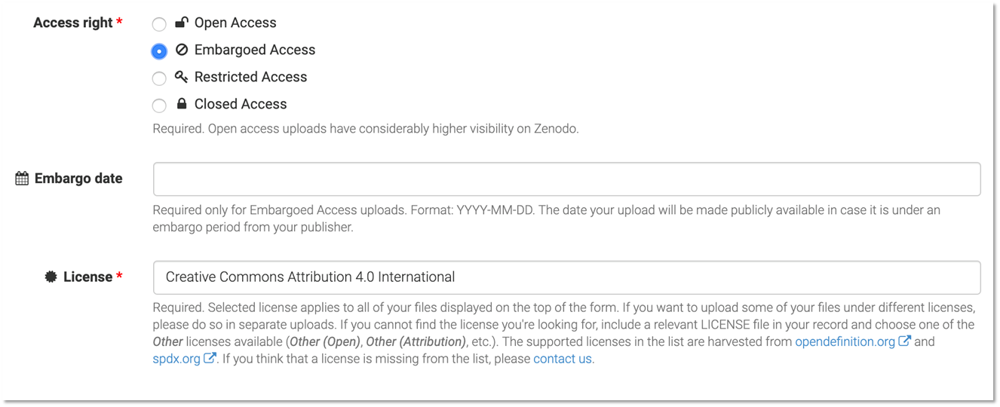 Access right *
Open Access
Embargoed Access
Restricted Access
Closed Access
Required. Open access uploads have considerably higher visibility on Zenodo.
Embargo date
Required only for Embargoed Access uploads. Format: YYYY-MM-DD. The date your upload will be made publicly available in case it is under an
embargo period from your publisher.
License *
Creative Commons Attribution 4.0 International
Required. Selected license applies to all of your files displayed on the top of the form. If you want to upload some of your files under different licenses,
please do so in separate uploads. If you cannot find the license you're looking for, include a relevant LICENSE file in your record and choose one of the
Other licenses available (Other (Open), Other (Attribution), etc.). The supported licenses in the list are harvested from opendefinition.org and
spdx.org. If you think that a license is missing from the list, please contact us.